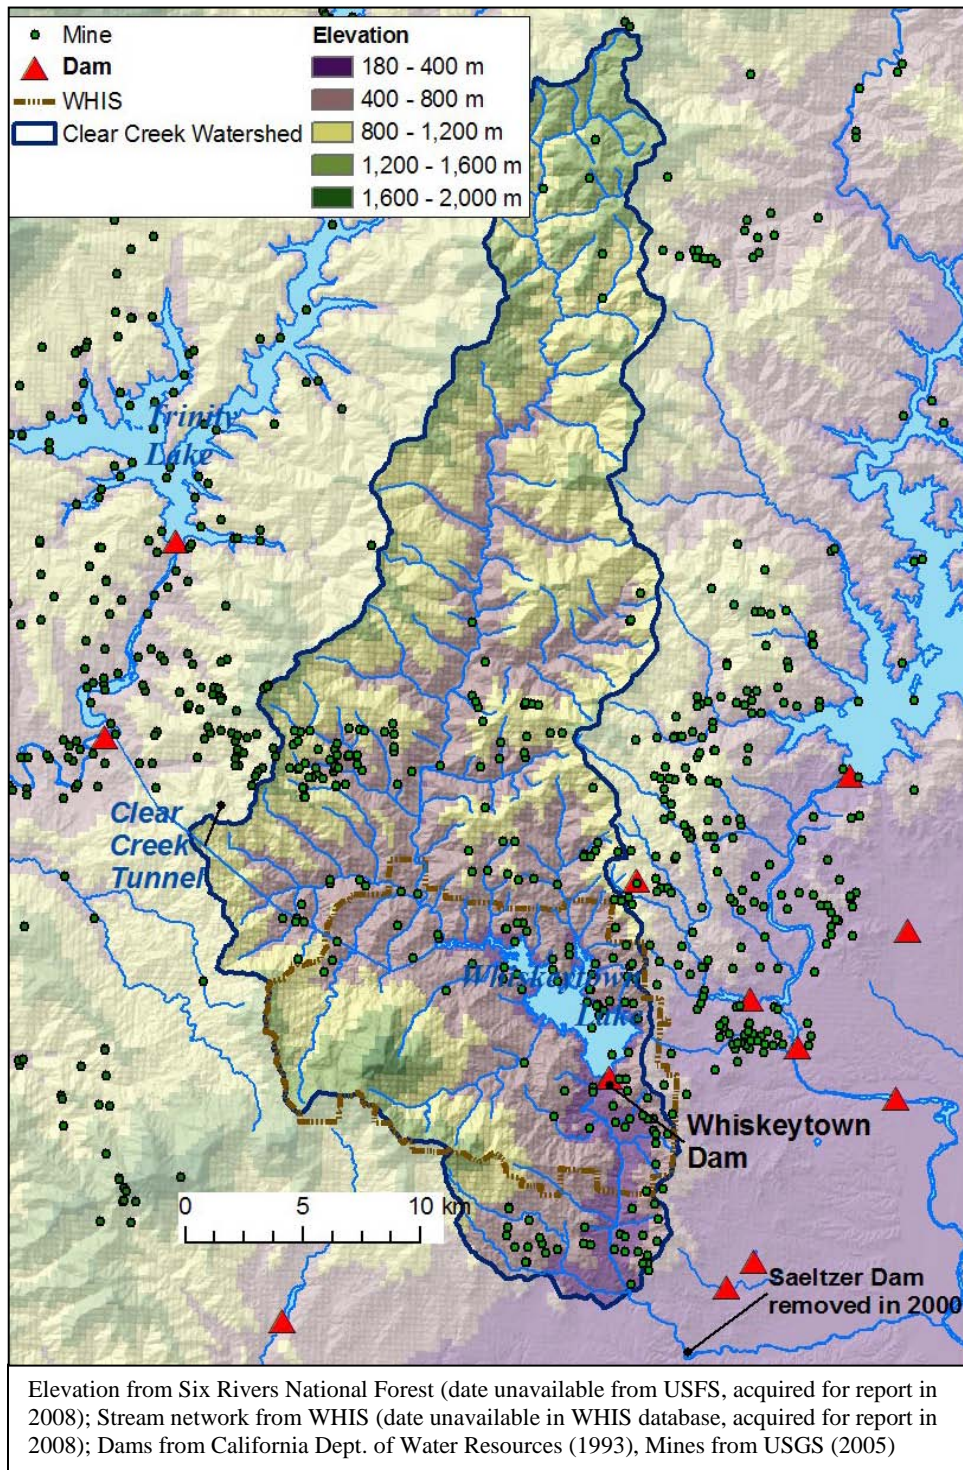 Mine
Dam
WHIS
Clear Creek Watershed
Elevation
180 - 400 m
400 - 800 m
800 - 1,200 m
1,200 - 1,600 m
1,600 - 2,000 m
Trinity
Lake
Clear
Creek
Tunnel
Whiskeytown
Lake
Whiskeytown
Dam
0 5 10 km
Saeltzer Dam
removed in 2000
Elevation from Six Rivers National Forest (date unavailable from USFS, acquired for report in
2008); Stream network from WHIS (date unavailable in WHIS database, acquired for report in
2008); Dams from California Dept. of Water Resources (1993), Mines from USGS (2005)